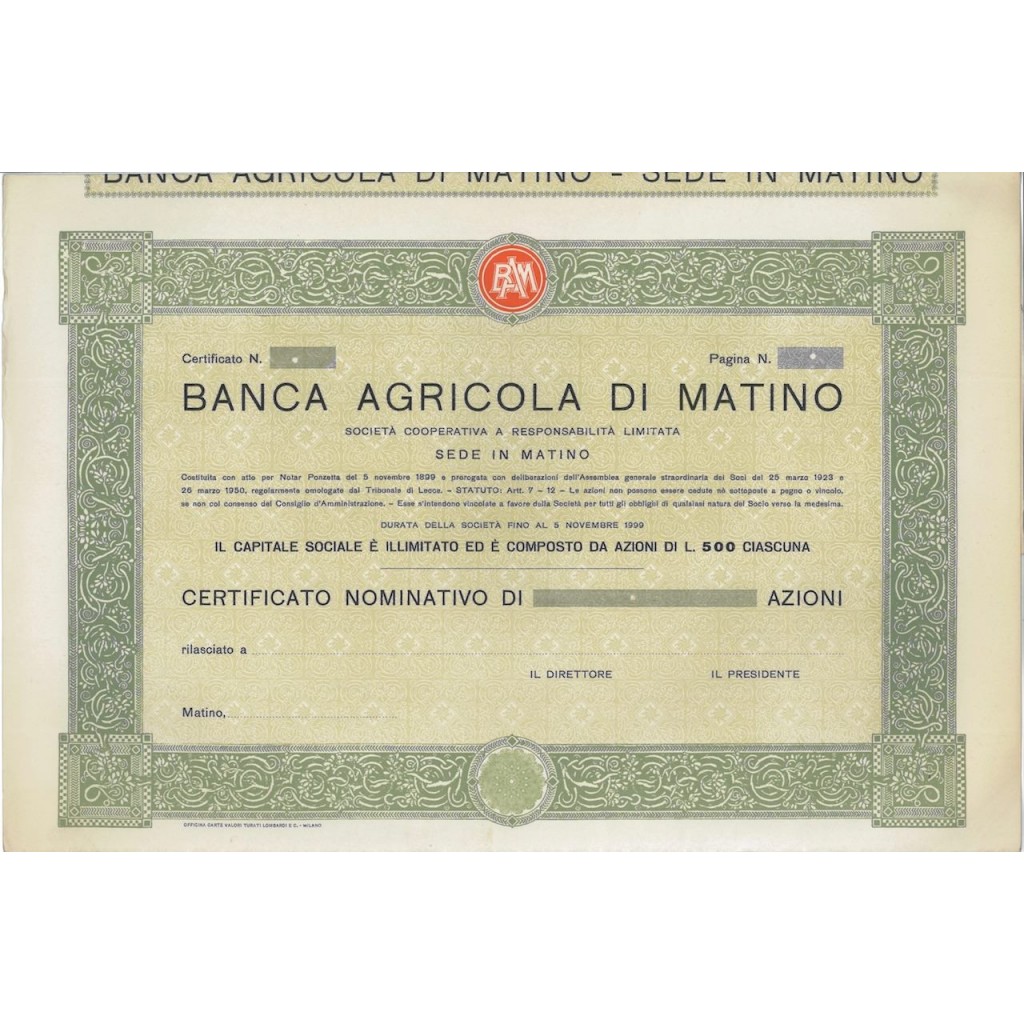 BANCA AGRICOLA DI MATINO - SEDE IN MATINO
BAM
Certificato N.
Pagina N.
BANCA AGRICOLA DI MATINO
SOCIETÀ COOPERATIVA A RESPONSABILITÀ LIMITATA
SEDE IN MATINO
Costituita con atto per Notar Ponzetta del 5 novembre 1899 e prorogata con deliberazioni dell'Assemblea generale straordinaria dei Soci del 25 marzo 1923 e
26 marzo 1950, regolarmente omologate dal Tribunale di Lecce. - STATUTO: Artt. 7 - 12 - Le azioni non possono essere cedute nè sottoposte a pegno o vincolo,
se non col consenso del Consiglio d'Amministrazione. - Esse s'intendono vincolate a favore della Società per tutti gli obblighi di qualsiasi natura del Socio verso la medesima.
DURATA DELLA SOCIETÀ FINO AL 5 NOVEMBRE 1999
IL CAPITALE SOCIALE È ILLIMITATO ED È COMPOSTO DA AZIONI DI L. 500 CIASCUNA
CERTIFICATO NOMINATIVO DI AZIONI
rilasciato a
IL DIRETTORE
IL PRESIDENTE
Matino,
OFFICINA CARTE VALORI TURATI LOMBARDI & C. - MILANO